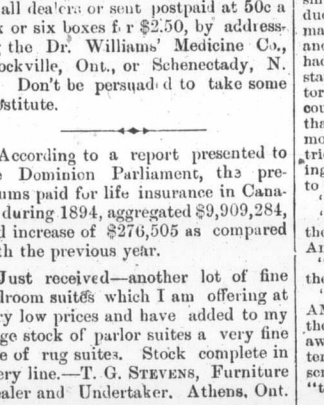 all dealers or sent postpaid at 50c a
x or six boxes for $2.50, by address-
g the Dr. Williams' Medicine Co.,
ockville, Ont., or Schenectady, N.
Don't be persuaded to take some
stitute.
According to a report presented to
e Dominion Parliament, tha pre-
ums paid for life insurance in Cana-
during 1894, aggregated $9,909,284,
d increase of $276,505 as compared
th the previous year.
Just received—another lot of fine
droom suites which I am offering at
ry low prices and have added to my
ge stock of parlor suites a very fine
e of rug suites. Stock complete in
ery line.—T. G. STEVENS, Furniture
aler and Undertaker. Athens, Ont.